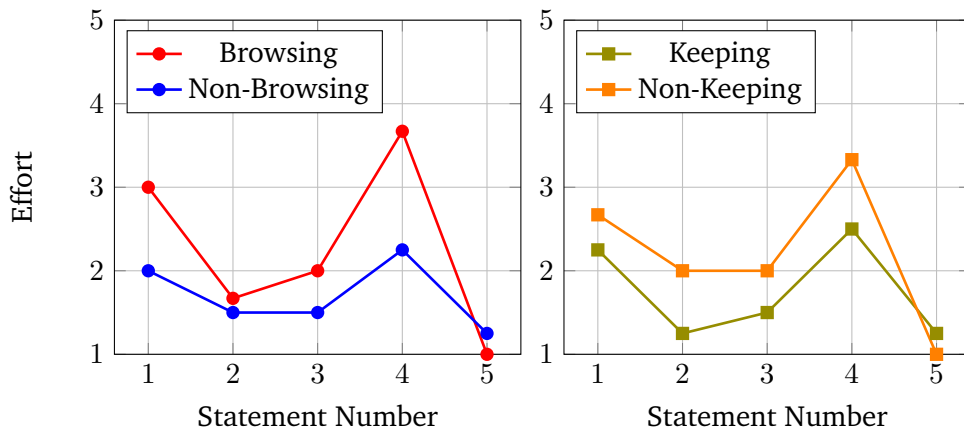 Effort
5
4
3
2
1
Browsing
Non-Browsing
1 2 3 4 5
Statement Number
5
4
3
2
1
Keeping
Non-Keeping
1 2 3 4 5
Statement Number